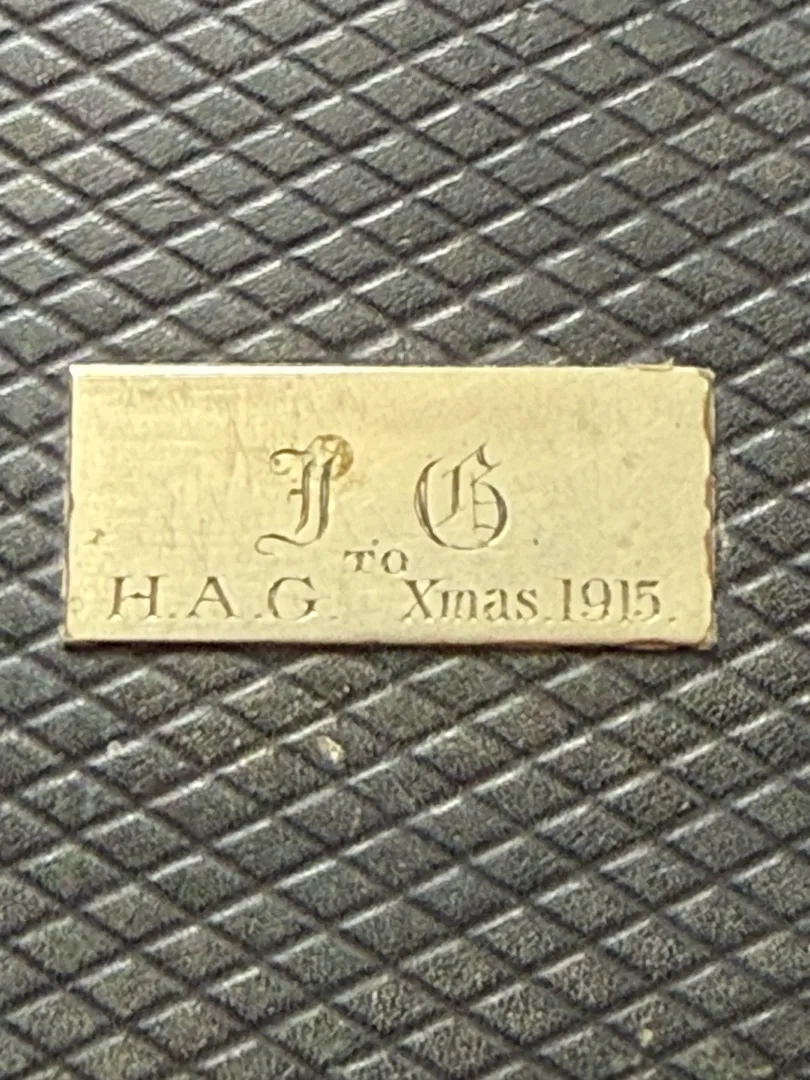 J G
TO
H.A.G. Xmas.1915.